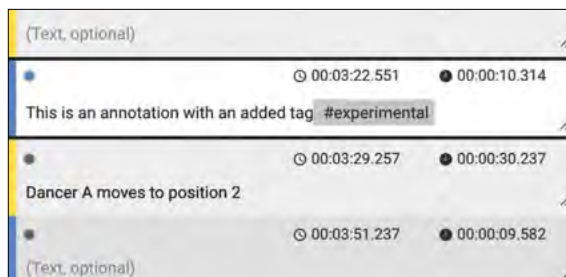 (Text, optional)
00:03:22.551 00:00:10.314
This is an annotation with an added tag #experimental
00:03:29.257 00:00:30.237
Dancer A moves to position 2
00:03:51.237 00:00:09.582
(Text, optional)